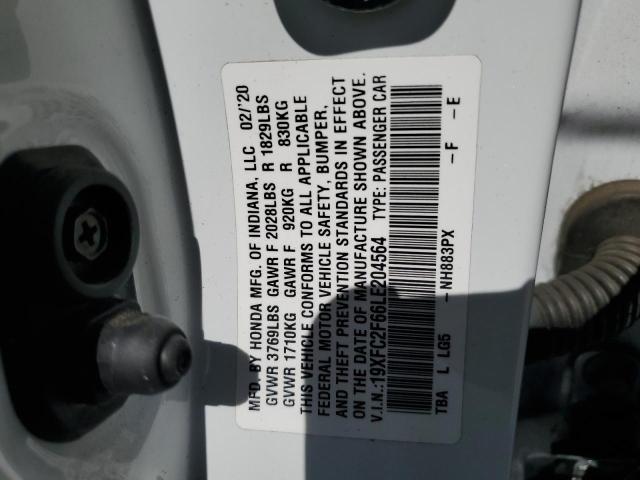 MFD. BY HONDA MFG. OF INDIANA, LLC 02/'20
GVWR 3769LBS GAWR F 2028LBS R 1829LBS
GVWR 1710KG GAWR F 920KG R 830KG
THIS VEHICLE CONFORMS TO ALL APPLICABLE
FEDERAL MOTOR VEHICLE SAFETY, BUMPER,
AND THEFT PREVENTION STANDARDS IN EFFECT
ON THE DATE OF MANUFACTURE SHOWN ABOVE.
V.I.N.:19XFC2F66LE204564 TYPE: PASSENGER CAR
TBA L LG5 – NH883PX – F – E